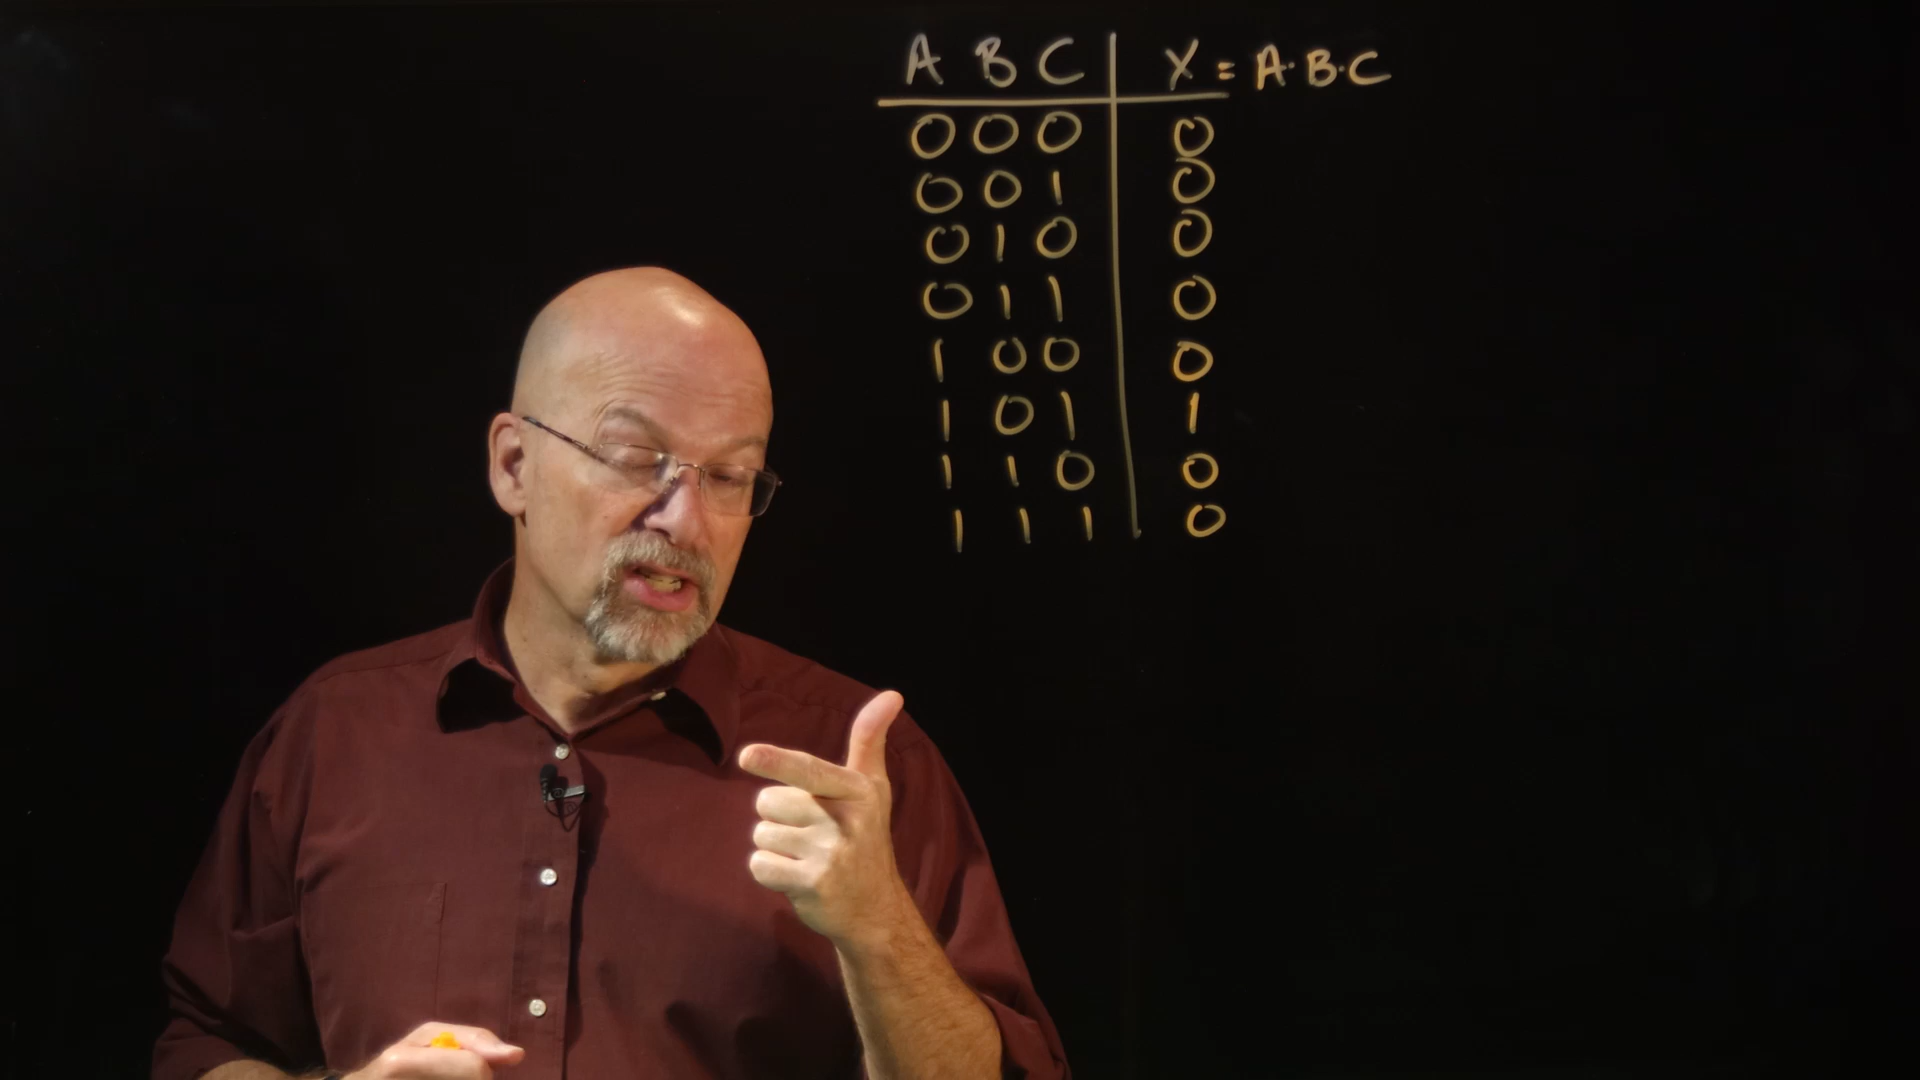 A B C X = A·B·C
0 0 0 0
0 0 1 0
0 1 0 0
0 1 1 0
1 0 0 0
1 0 1 1
1 1 0 0
1 1 1 0